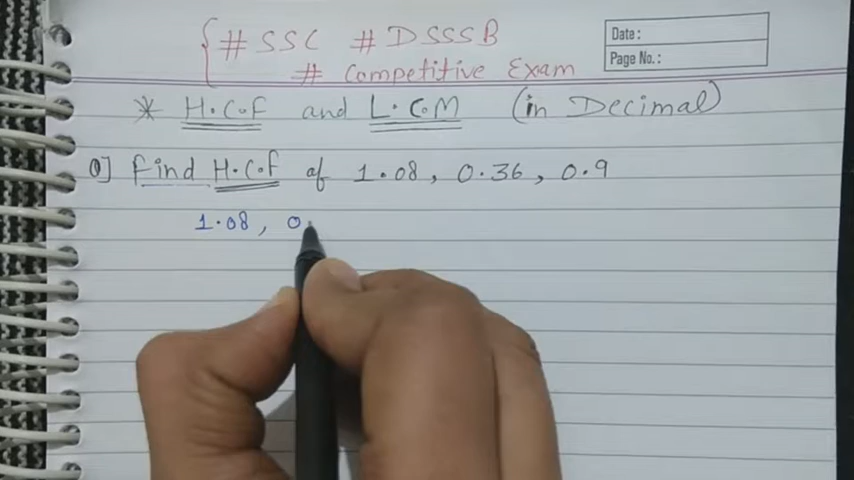 # SSC # DSSSB
# Competitive Exam
Date:
Page No.:
* H.C.F and L.C.M (in Decimal)
Q] Find H.C.F of 1.08, 0.36, 0.9
1.08, 0.